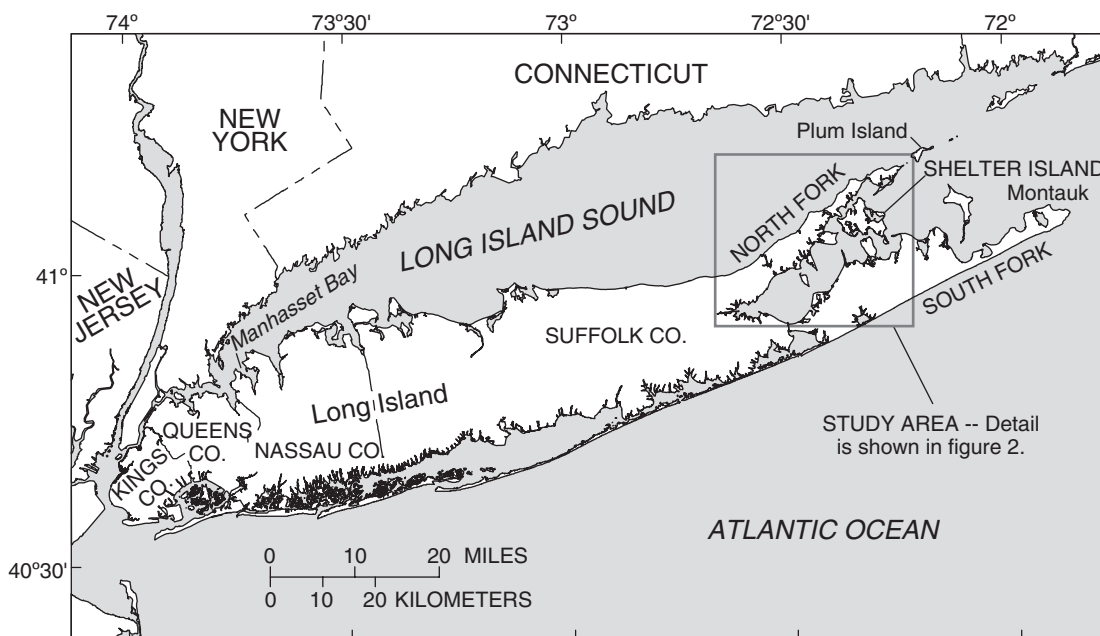 74°
73°30'
73°
72°30'
72°
CONNECTICUT
NEW
YORK
Plum Island
SHELTER ISLAND
Montauk
NORTH FORK
LONG ISLAND SOUND
41°
NEW
JERSEY
Manhasset Bay
SOUTH FORK
SUFFOLK CO.
Long Island
STUDY AREA -- Detail
is shown in figure 2.
QUEENS
CO.
NASSAU CO.
KINGS
CO.
ATLANTIC OCEAN
40°30'
0 10 20 MILES
0 10 20 KILOMETERS